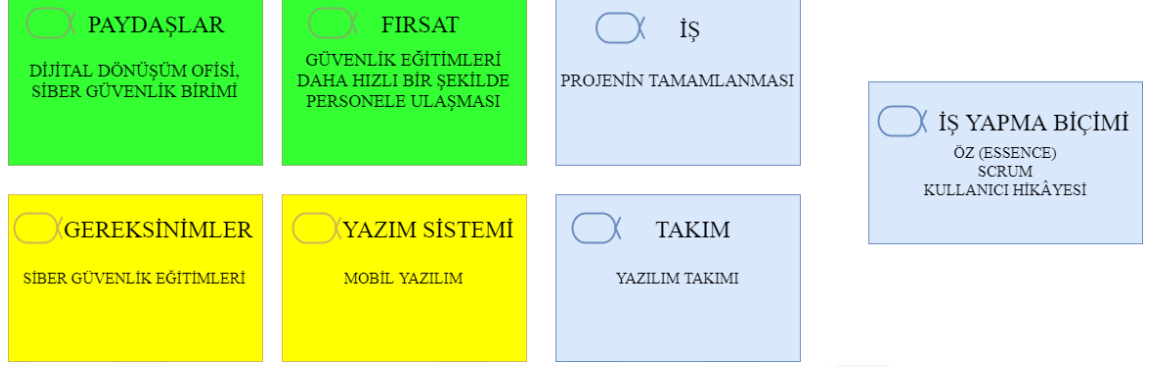 PAYDAŞLAR
DİJİTAL DÖNÜŞÜM OFİSİ,
SİBER GÜVENLİK BİRİMİ
FIRSAT
GÜVENLİK EĞİTİMLERİ
DAHA HIZLI BİR ŞEKİLDE
PERSONELE ULAŞMASI
İŞ
PROJENİN TAMAMLANMASI
İŞ YAPMA BİÇİMİ
ÖZ (ESSENCE)
SCRUM
KULLANICI HİKÂYESİ
GEREKSİNİMLER
SİBER GÜVENLİK EĞİTİMLERİ
YAZIM SİSTEMİ
MOBİL YAZILIM
TAKIM
YAZILIM TAKIMI